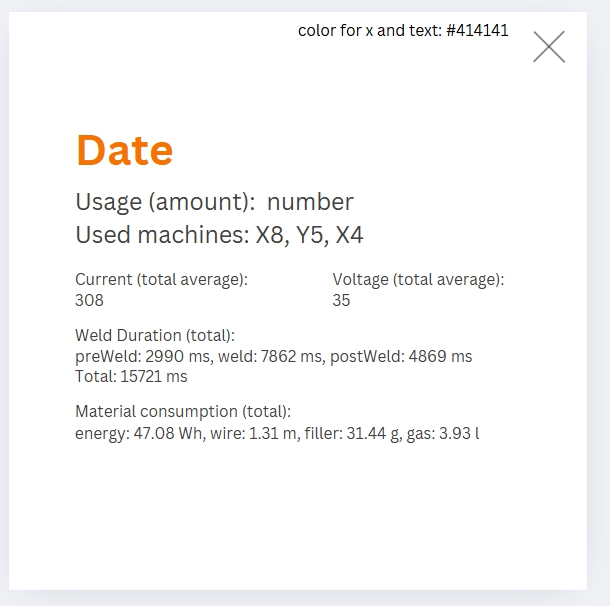 color for x and text: #414141
Date
Usage (amount): number
Used machines: X8, Y5, X4
Current (total average):
308
Voltage (total average):
35
Weld Duration (total):
preWeld: 2990 ms, weld: 7862 ms, postWeld: 4869 ms
Total: 15721 ms
Material consumption (total):
energy: 47.08 Wh, wire: 1.31 m, filler: 31.44 g, gas: 3.93 l